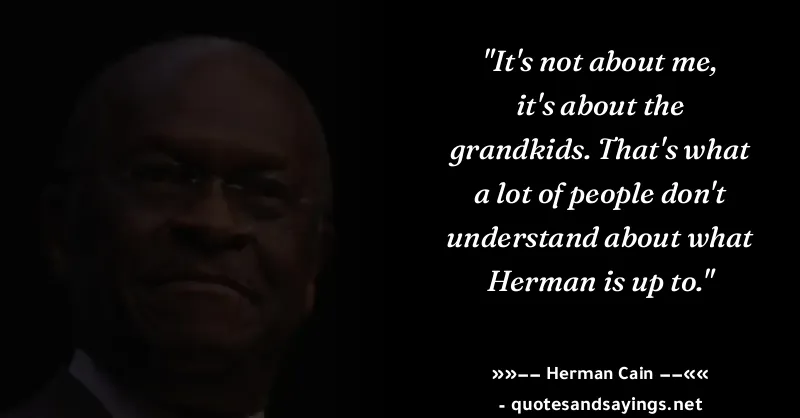 "It's not about me,
it's about the
grandkids. That's what
a lot of people don't
understand about what
Herman is up to."
»»−− Herman Cain −−««
- quotesandsayings.net